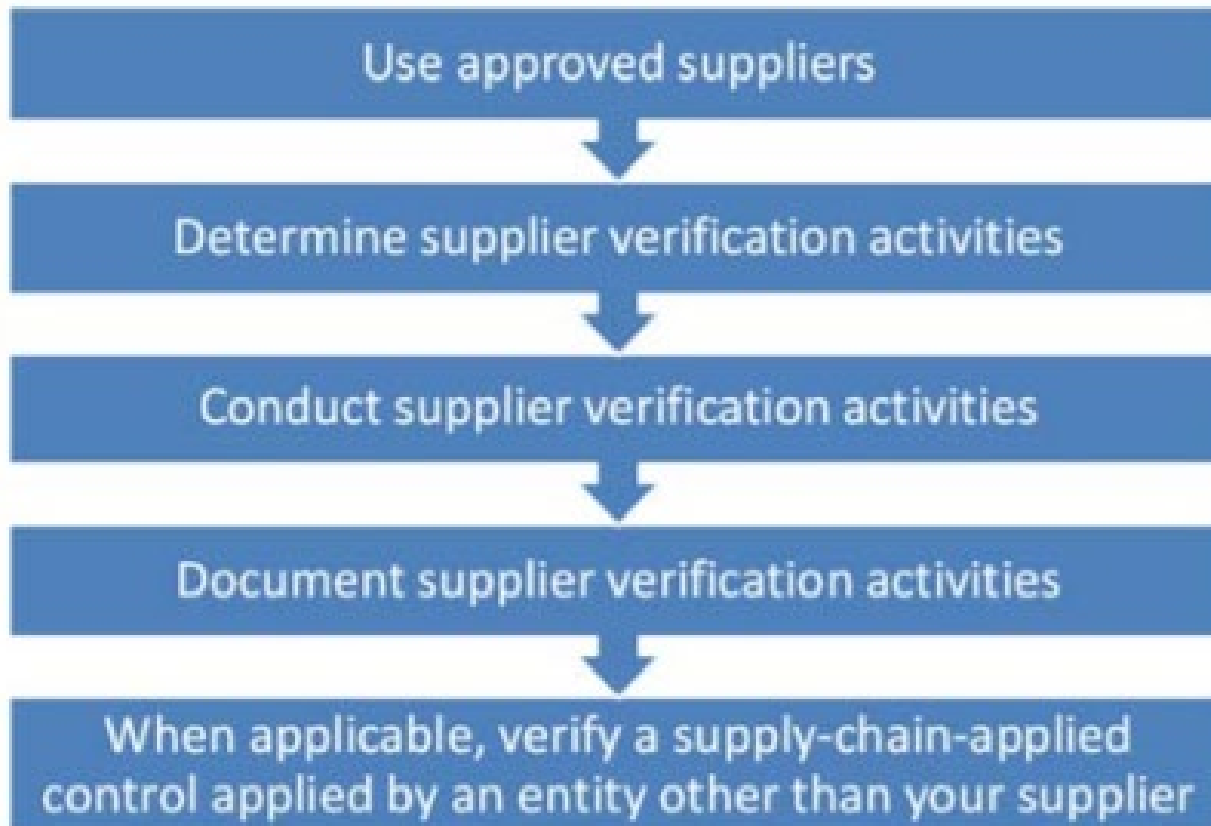 Use approved suppliers
Determine supplier verification activities
Conduct supplier verification activities
Document supplier verification activities
When applicable, verify a supply-chain-applied
control applied by an entity other than your supplier